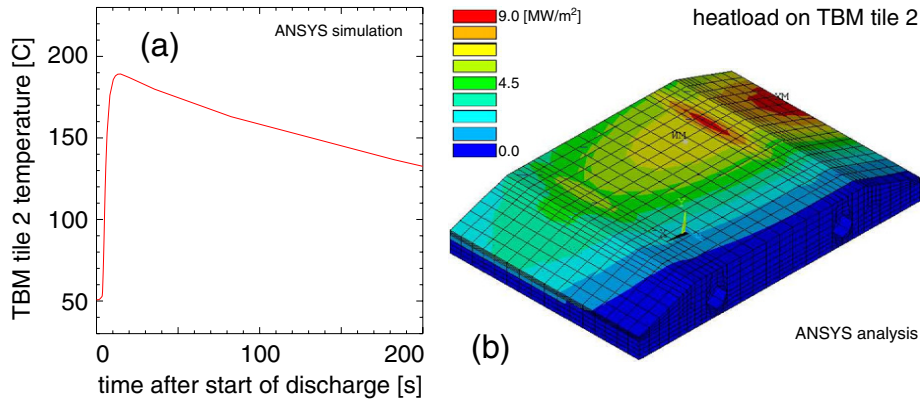 (a)
ANSYS simulation
TBM tile 2 temperature [C]
200
150
100
50
0
100
200
time after start of discharge [s]
9.0 [MW/m²]
4.5
0.0
heatload on TBM tile 2
(b)
ANSYS analysis